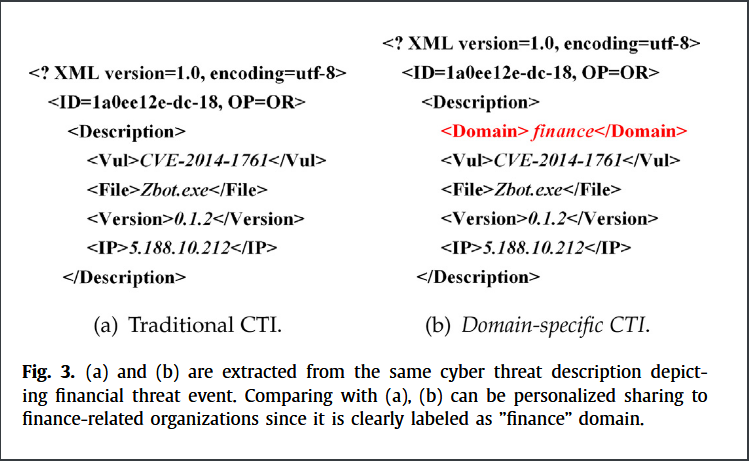 <? XML version=1.0, encoding=utf-8>
<ID=1a0ee12e-dc-18, OP=OR>
<Description>
<Vul>CVE-2014-1761</Vul>
<File>Zbot.exe</File>
<Version>0.1.2</Version>
<IP>5.188.10.212</IP>
</Description>
(a) Traditional CTI.
<? XML version=1.0, encoding=utf-8>
<ID=1a0ee12e-dc-18, OP=OR>
<Description>
<Domain> finance</Domain>
<Vul>CVE-2014-1761</Vul>
<File>Zbot.exe</File>
<Version>0.1.2</Version>
<IP>5.188.10.212</IP>
</Description>
(b) Domain-specific CTI.
Fig. 3. (a) and (b) are extracted from the same cyber threat description depict-
ing financial threat event. Comparing with (a), (b) can be personalized sharing to
finance-related organizations since it is clearly labeled as "finance" domain.